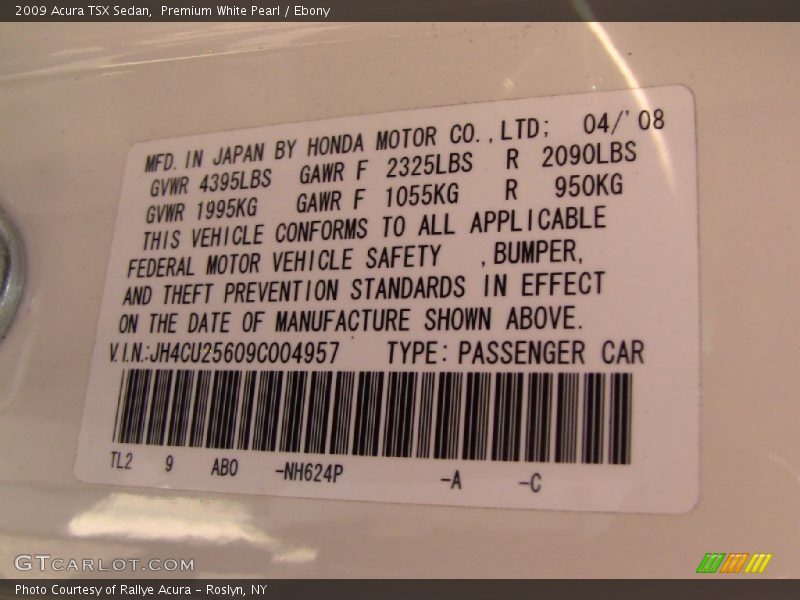 2009 Acura TSX Sedan,  Premium White Pearl / Ebony
MFD. IN JAPAN BY HONDA MOTOR CO.,LTD; 04/'08
GVWR 4395LBS GAWR F 2325LBS R 2090LBS
GVWR 1995KG GAWR F 1055KG R 950KG
THIS VEHICLE CONFORMS TO ALL APPLICABLE
FEDERAL MOTOR VEHICLE SAFETY ,BUMPER,
AND THEFT PREVENTION STANDARDS IN EFFECT
ON THE DATE OF MANUFACTURE SHOWN ABOVE.
V.I.N.:JH4CU25609C004957 TYPE: PASSENGER CAR
TL2 9 AB0 -NH624P -A -C
GTCARLOT.COM
Photo Courtesy of Rallye Acura - Roslyn, NY